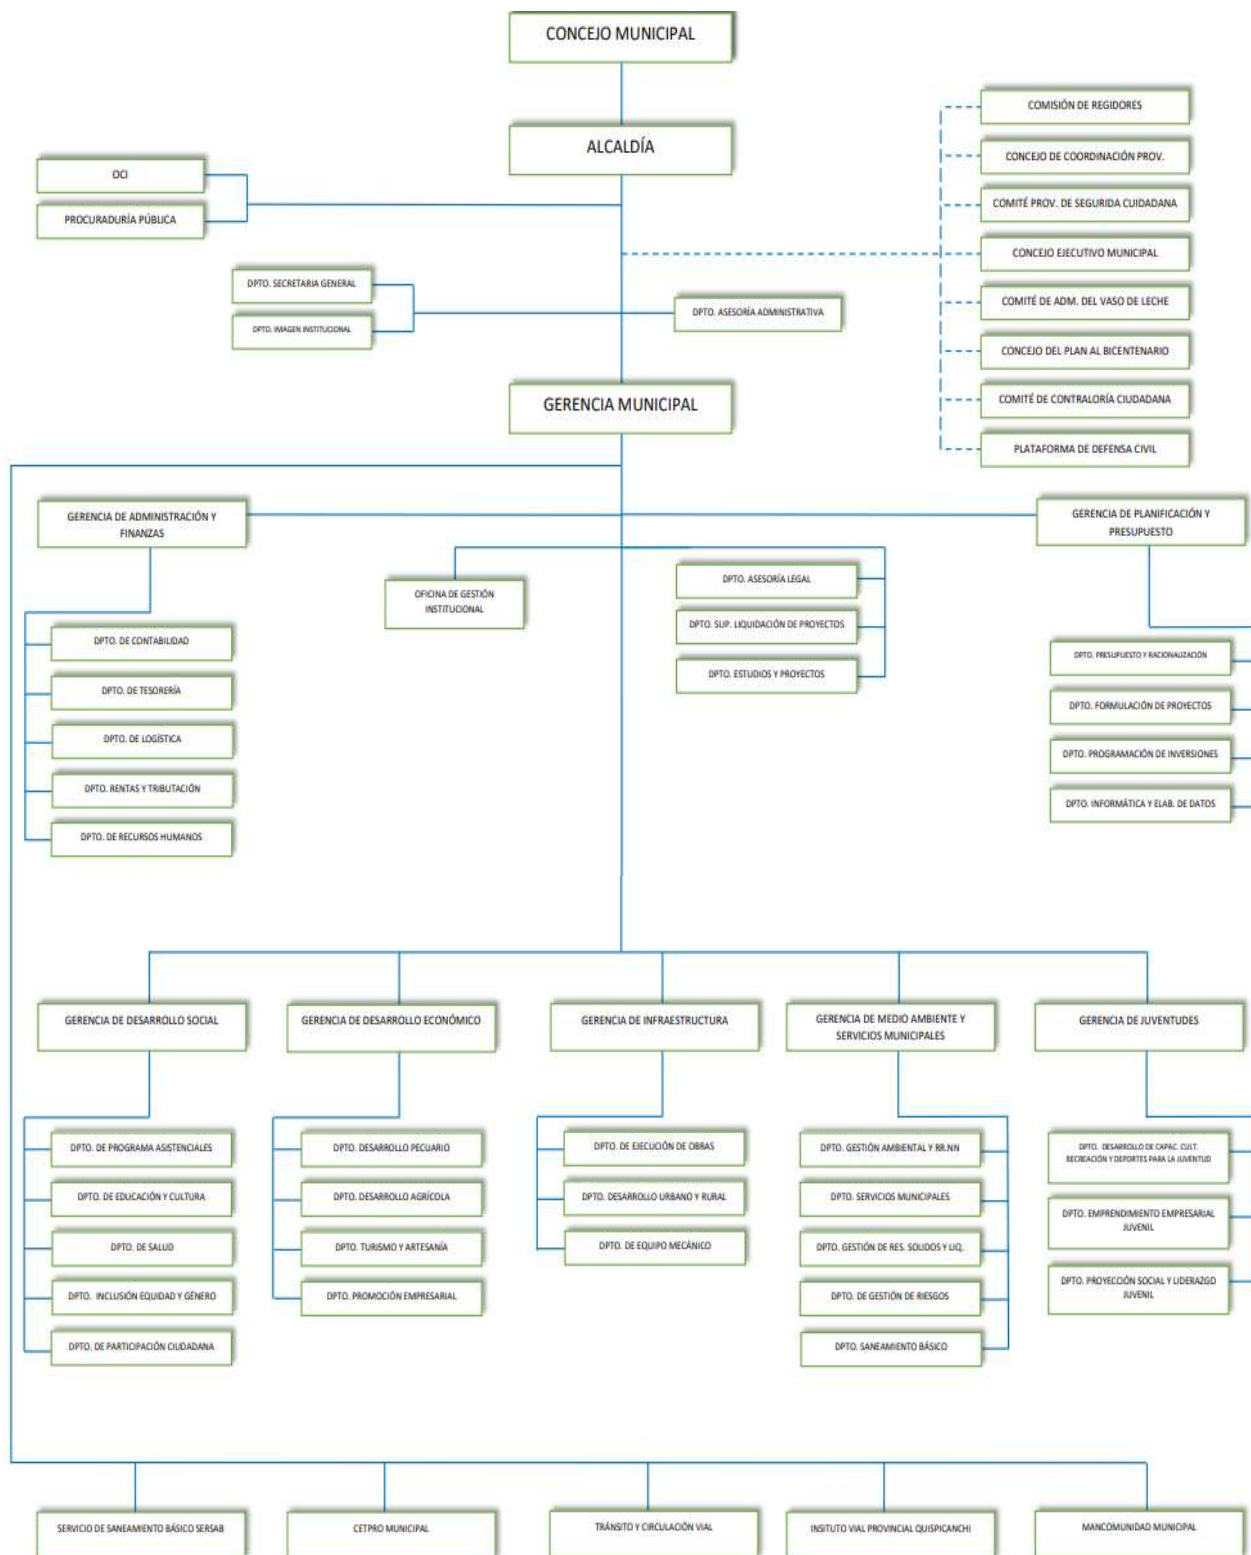 CONCEJO MUNICIPAL
ALCALDÍA
OCI
PROCURADURÍA PÚBLICA
COMISIÓN DE REGIDORES
CONCEJO DE COORDINACIÓN PROV.
COMITÉ PROV. DE SEGURIDA CUIDADANA
CONCEJO EJECUTIVO MUNICIPAL
COMITÉ DE ADM. DEL VASO DE LECHE
CONCEJO DEL PLAN AL BICENTENARIO
COMITÉ DE CONTRALORÍA CIUDADANA
PLATAFORMA DE DEFENSA CIVIL
DPTO. SECRETARIA GENERAL
DPTO. IMAGEN INSTITUCIONAL
DPTO. ASESORÍA ADMINISTRATIVA
GERENCIA MUNICIPAL
GERENCIA DE ADMINISTRACIÓN Y
FINANZAS
GERENCIA DE PLANIFICACIÓN Y
PRESUPUESTO
OFICINA DE GESTIÓN
INSTITUCIONAL
DPTO. ASESORÍA LEGAL
DPTO. SUP. LIQUIDACIÓN DE PROYECTOS
DPTO. ESTUDIOS Y PROYECTOS
DPTO. DE CONTABILIDAD
DPTO. DE TESORERÍA
DPTO. DE LOGÍSTICA
DPTO. RENTAS Y TRIBUTACIÓN
DPTO. DE RECURSOS HUMANOS
DPTO. PRESUPUESTO Y RACIONALIZACIÓN
DPTO. FORMULACIÓN DE PROYECTOS
DPTO. PROGRAMACIÓN DE INVERSIONES
DPTO. INFORMÁTICA Y ELAB. DE DATOS
GERENCIA DE DESARROLLO SOCIAL
GERENCIA DE DESARROLLO ECONÓMICO
GERENCIA DE INFRAESTRUCTURA
GERENCIA DE MEDIO AMBIENTE Y
SERVICIOS MUNICIPALES
GERENCIA DE JUVENTUDES
DPTO. DE PROGRAMA ASISTENCIALES
DPTO. DE EDUCACIÓN Y CULTURA
DPTO. DE SALUD
DPTO. INCLUSIÓN EQUIDAD Y GÉNERO
DPTO. DE PARTICIPACIÓN CIUDADANA
DPTO. DESARROLLO PECUARIO
DPTO. DESARROLLO AGRÍCOLA
DPTO. TURISMO Y ARTESANÍA
DPTO. PROMOCIÓN EMPRESARIAL
DPTO. DE EJECUCIÓN DE OBRAS
DPTO. DESARROLLO URBANO Y RURAL
DPTO. DE EQUIPO MECÁNICO
DPTO. GESTIÓN AMBIENTAL Y RR.NN
DPTO. SERVICIOS MUNICIPALES
DPTO. GESTIÓN DE RES. SOLIDOS Y LIQ.
DPTO. DE GESTIÓN DE RIESGOS
DPTO. SANEAMIENTO BÁSICO
DPTO. DESARROLLO DE CAPAC. CULT.
RECREACIÓN Y DEPORTES PARA LA JUVENTUD
DPTO. EMPRENDIMIENTO EMPRESARIAL
JUVENIL
DPTO. PROYECCIÓN SOCIAL Y LIDERAZGO
JUVENIL
SERVICIO DE SANEAMIENTO BÁSICO SERSAB
CETPRO MUNICIPAL
TRÁNSITO Y CIRCULACIÓN VIAL
INSITUTO VIAL PROVINCIAL QUISPICANCHI
MANCOMUNIDAD MUNICIPAL